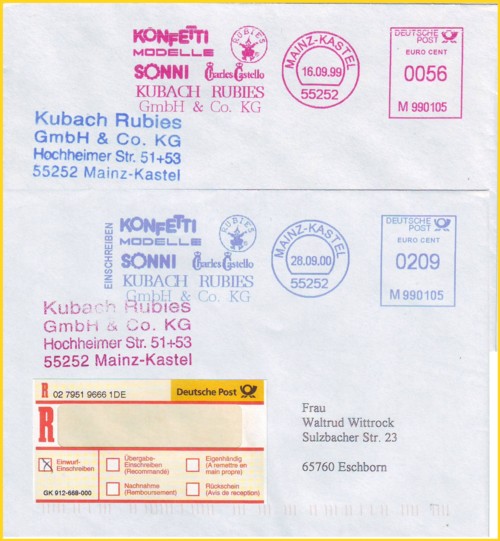 KONFETTI
MODELLE
RUBIES
SONNI Charles Castello
KUBACH RUBIES
GmbH & Co. KG
MAINZ-KASTEL
16.09.99
55252
DEUTSCHE
POST
EURO CENT
0056
M 990105
Kubach Rubies
GmbH & Co. KG
Hochheimer Str. 51+53
55252 Mainz-Kastel
EINSCHREIBEN
KONFETTI
MODELLE
RUBIES
SONNI Charles Castello
KUBACH RUBIES
GmbH & Co. KG
MAINZ-KASTEL
28.09.00
55252
DEUTSCHE
POST
EURO CENT
0209
M 990105
Kubach Rubies
GmbH & Co. KG
Hochheimer Str. 51+53
55252 Mainz-Kastel
R 02 7951 9666 1DE
Deutsche Post
R
Einwurf-
Einschreiben
Übergabe-
Einschreiben
(Recommandé)
Eigenhändig
(A remettre en
main propre)
Nachnahme
(Remboursement)
Rückschein
(Avis de reception)
GK 912-668-000
Frau
Waltrud Wittrock
Sulzbacher Str. 23
65760 Eschborn